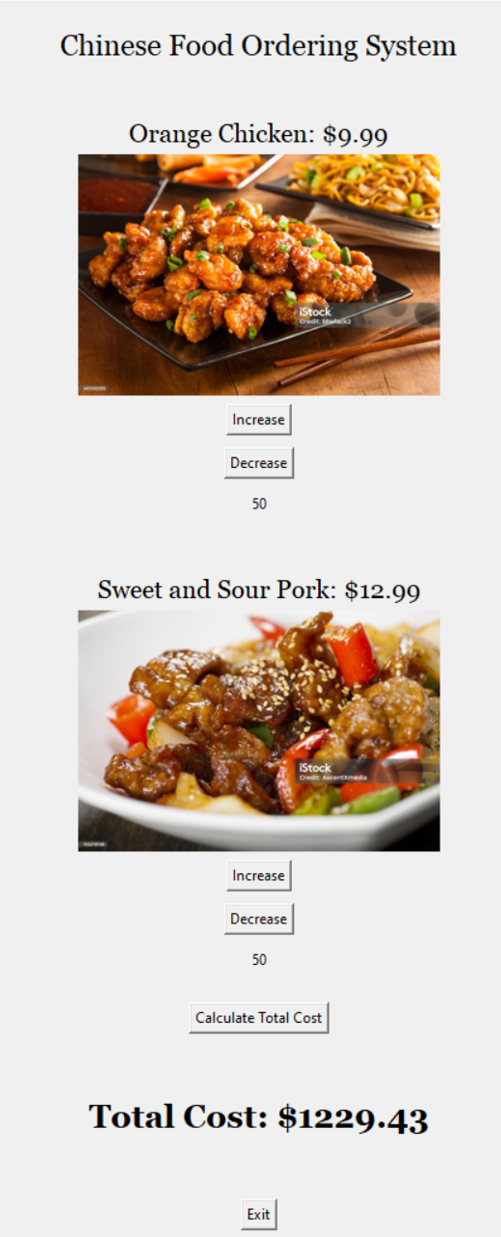 Chinese Food Ordering System
Orange Chicken: $9.99
iStock
Credit: bhofack2
Increase
Decrease
50
Sweet and Sour Pork: $12.99
iStock
Credit: AscentXmedia
Increase
Decrease
50
Calculate Total Cost
Total Cost: $1229.43
Exit